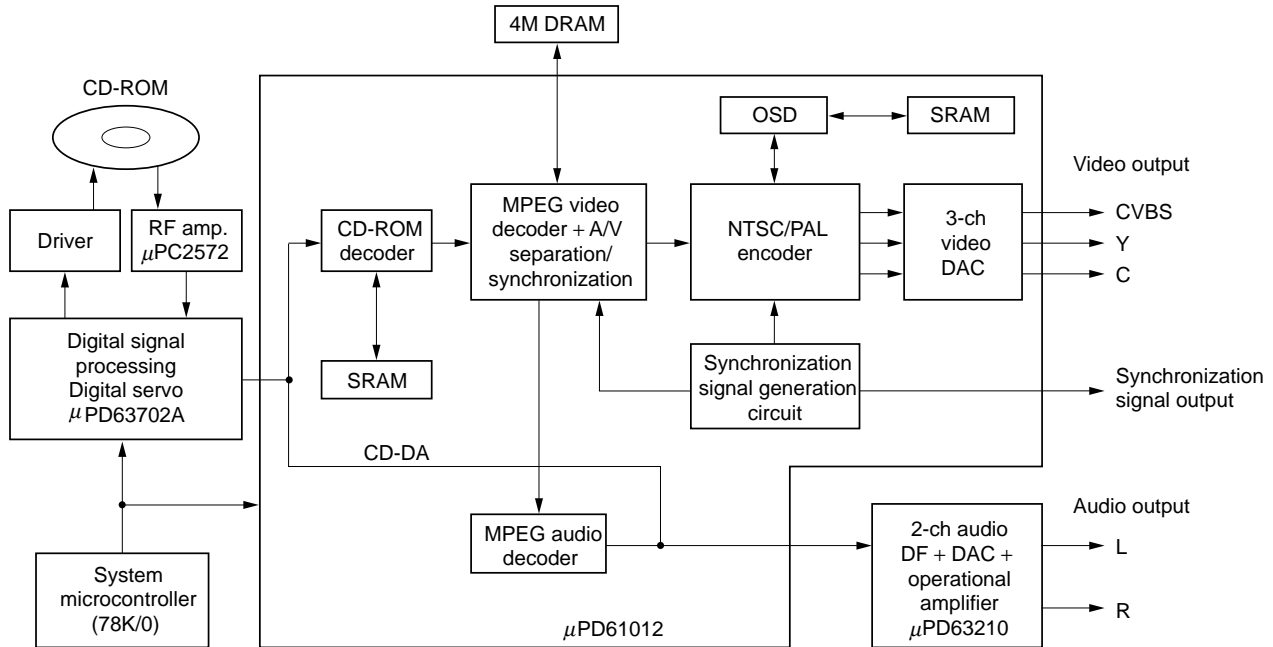 4M DRAM
CD-ROM
OSD
SRAM
Video output
Driver
RF amp.
µPC2572
CD-ROM
decoder
MPEG video
decoder + A/V
separation/
synchronization
NTSC/PAL
encoder
3-ch
video
DAC
CVBS
Y
C
Digital signal
processing
Digital servo
µPD63702A
SRAM
Synchronization
signal generation
circuit
Synchronization
signal output
CD-DA
Audio output
MPEG audio
decoder
2-ch audio
DF + DAC +
operational
amplifier
µPD63210
L
R
System
microcontroller
(78K/0)
µPD61012